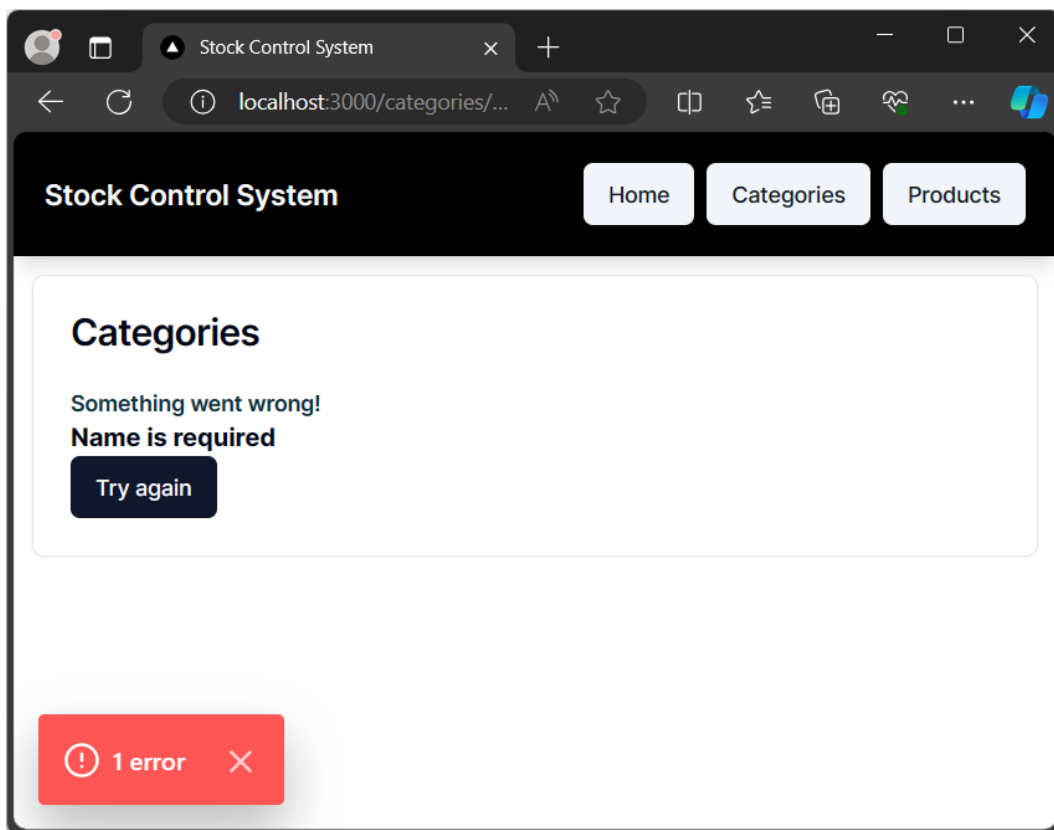 Stock Control System
localhost:3000/categories/...
Stock Control System
Home
Categories
Products
Categories
Something went wrong!
Name is required
Try again
1 error